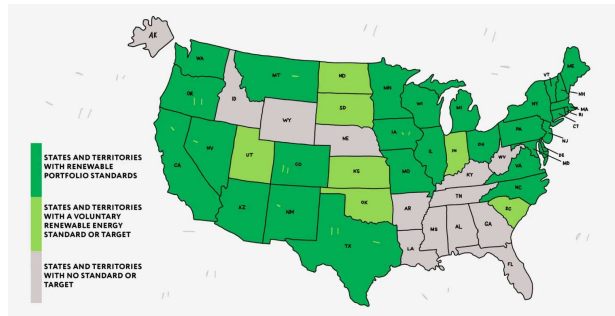 AK
WA
MT
ND
MN
VT
ME
OR
ID
SD
WI
MI
NY
NH
MA
RI
CT
WY
IA
PA
NJ
NV
NE
IL
IN
OH
DE
MD
CA
UT
CO
KS
MO
WV
VA
KY
NC
AZ
NM
OK
AR
TN
SC
TX
MS
AL
GA
LA
FL
STATES AND TERRITORIES
WITH RENEWABLE
PORTFOLIO STANDARDS
STATES AND TERRITORIES
WITH A VOLUNTARY
RENEWABLE ENERGY
STANDARD OR TARGET
STATES AND TERRITORIES
WITH NO STANDARD OR
TARGET